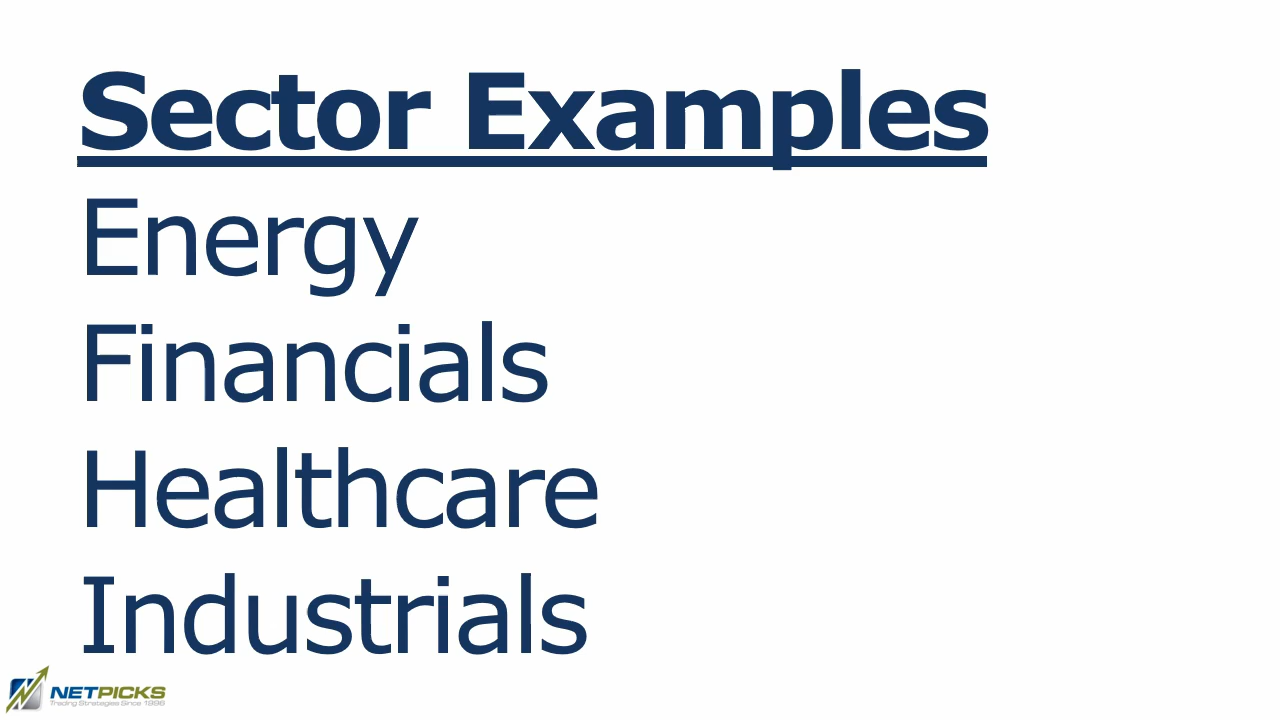 Sector Examples
Energy
Financials
Healthcare
Industrials
NETPICKS
Trading Strategies Since 1996